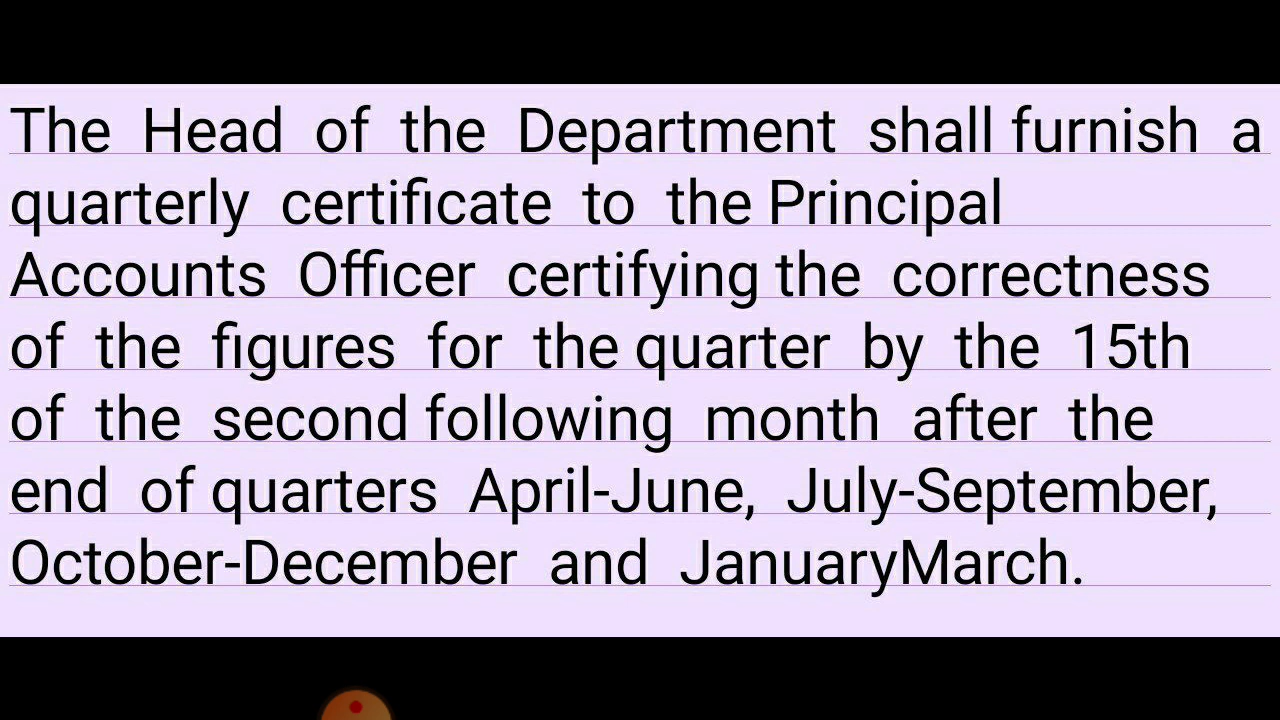 The Head of the Department shall furnish a
quarterly certificate to the Principal
Accounts Officer certifying the correctness
of the figures for the quarter by the 15th
of the second following month after the
end of quarters April-June, July-September,
October-December and JanuaryMarch.